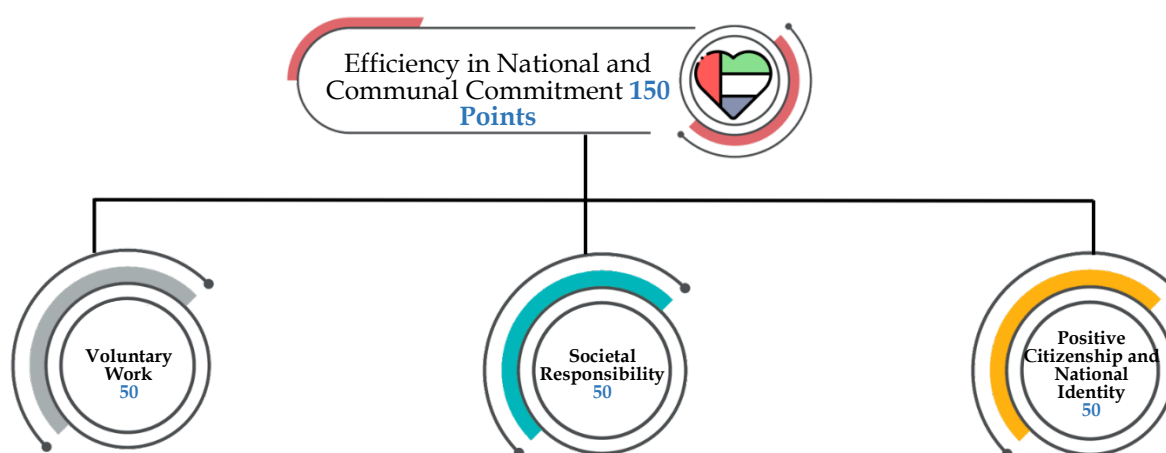 Efficiency in National and
Communal Commitment 150
Points
Voluntary
Work
50
Societal
Responsibility
50
Positive
Citizenship and
National
Identity
50